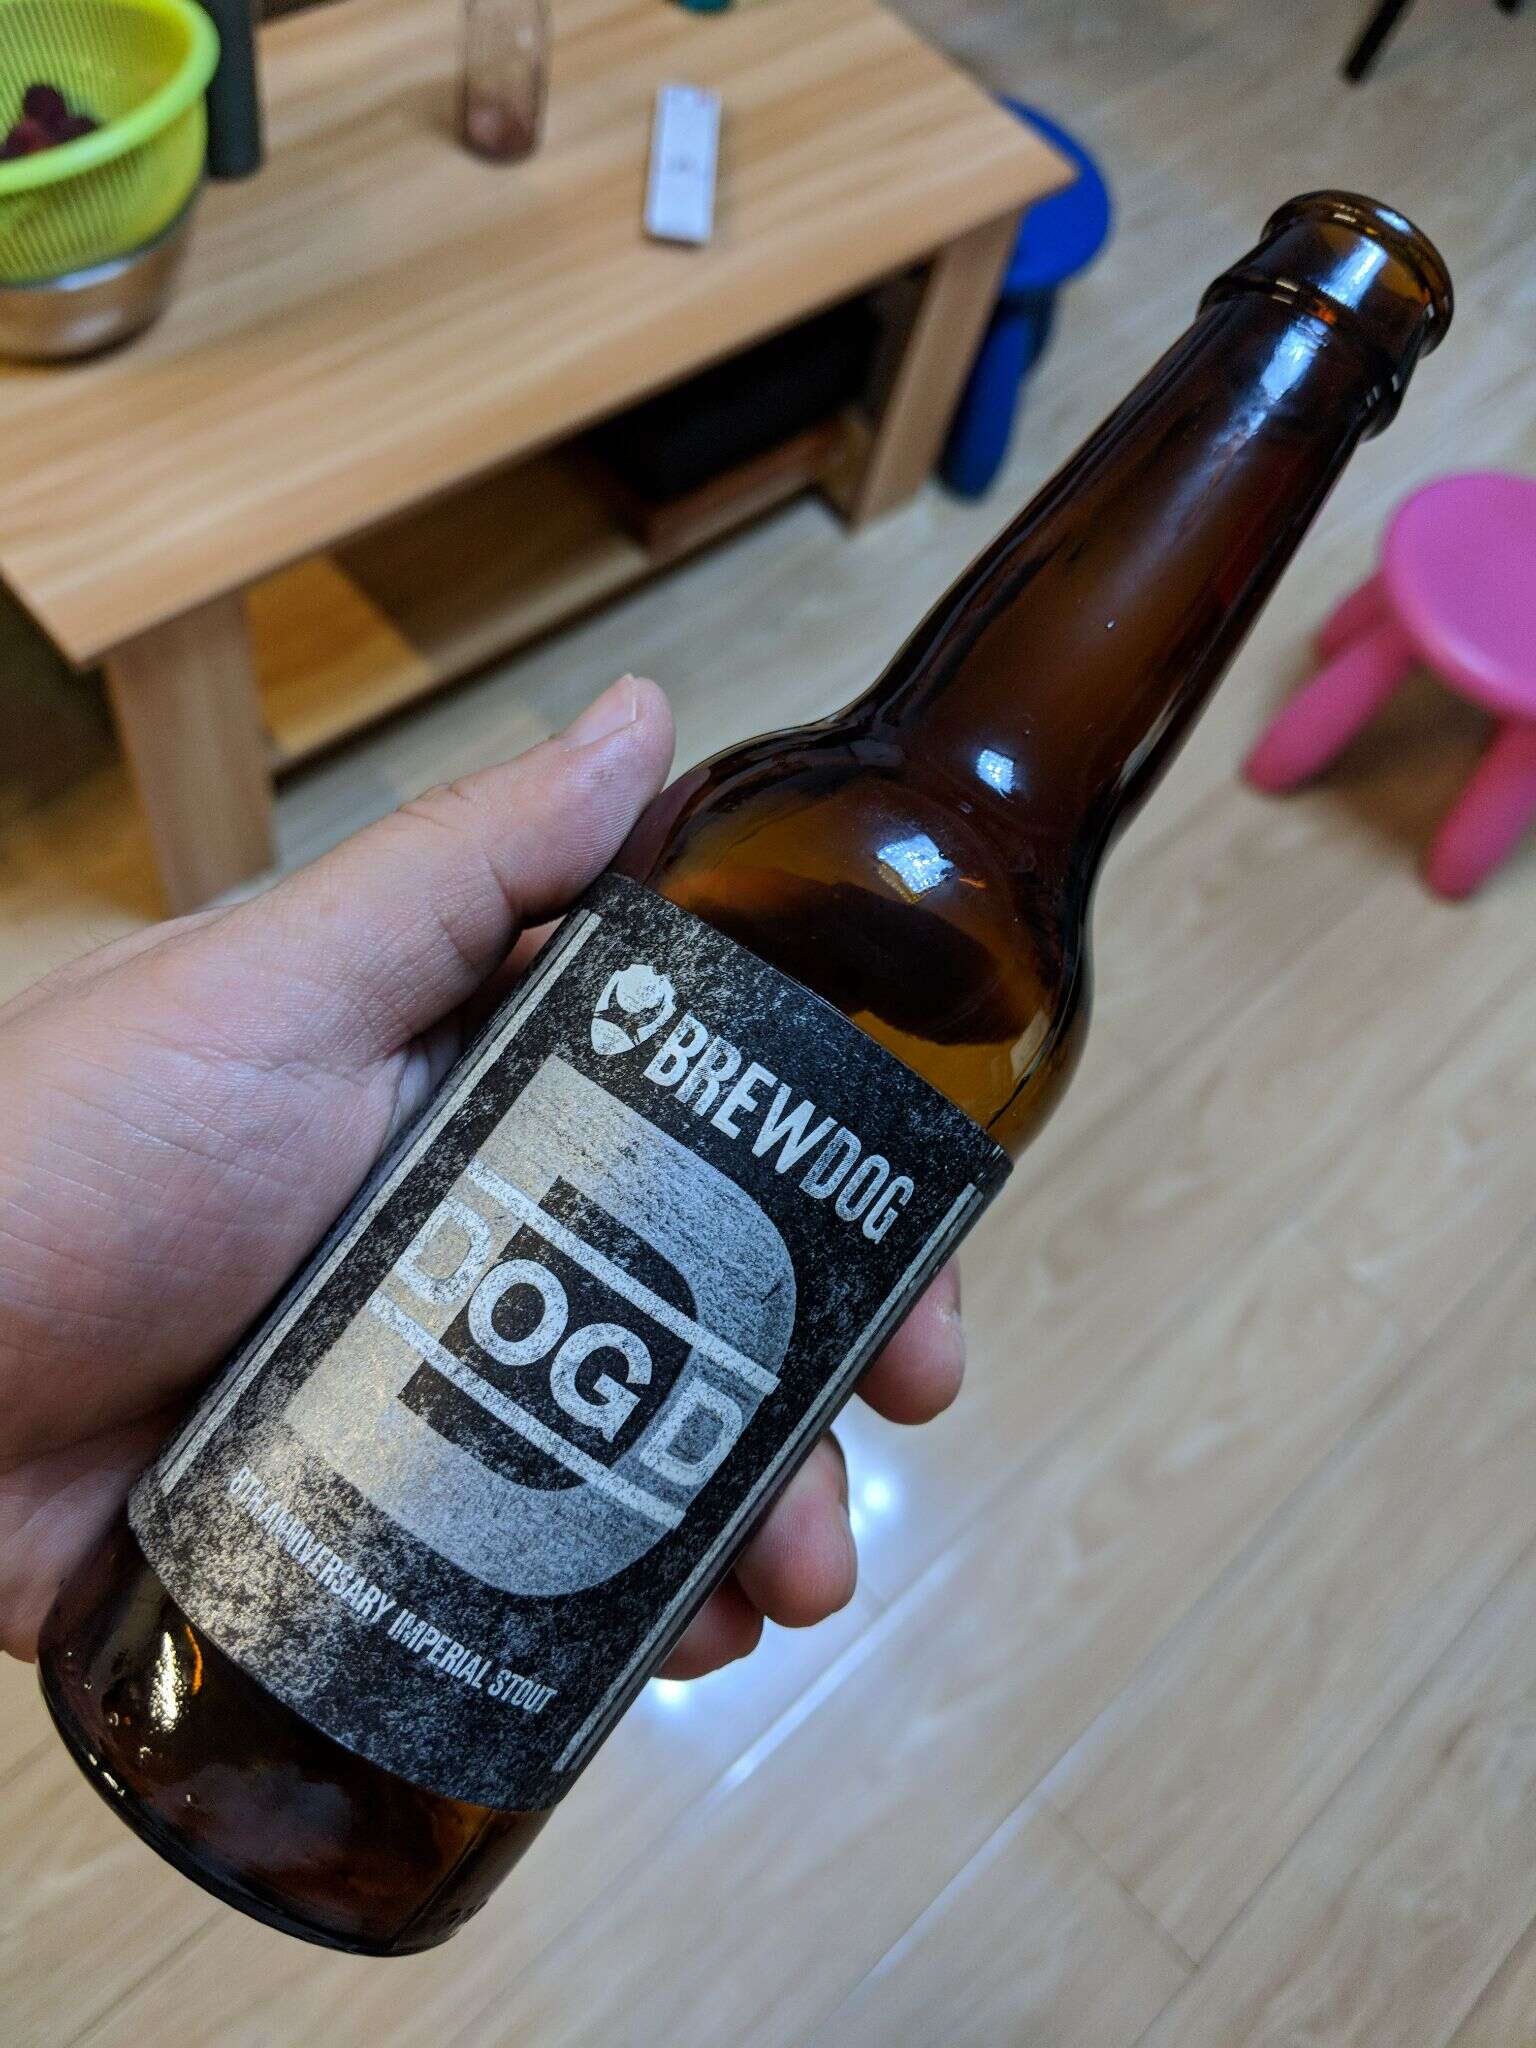 BREWDOG
DOG D
8TH ANNIVERSARY IMPERIAL STOUT